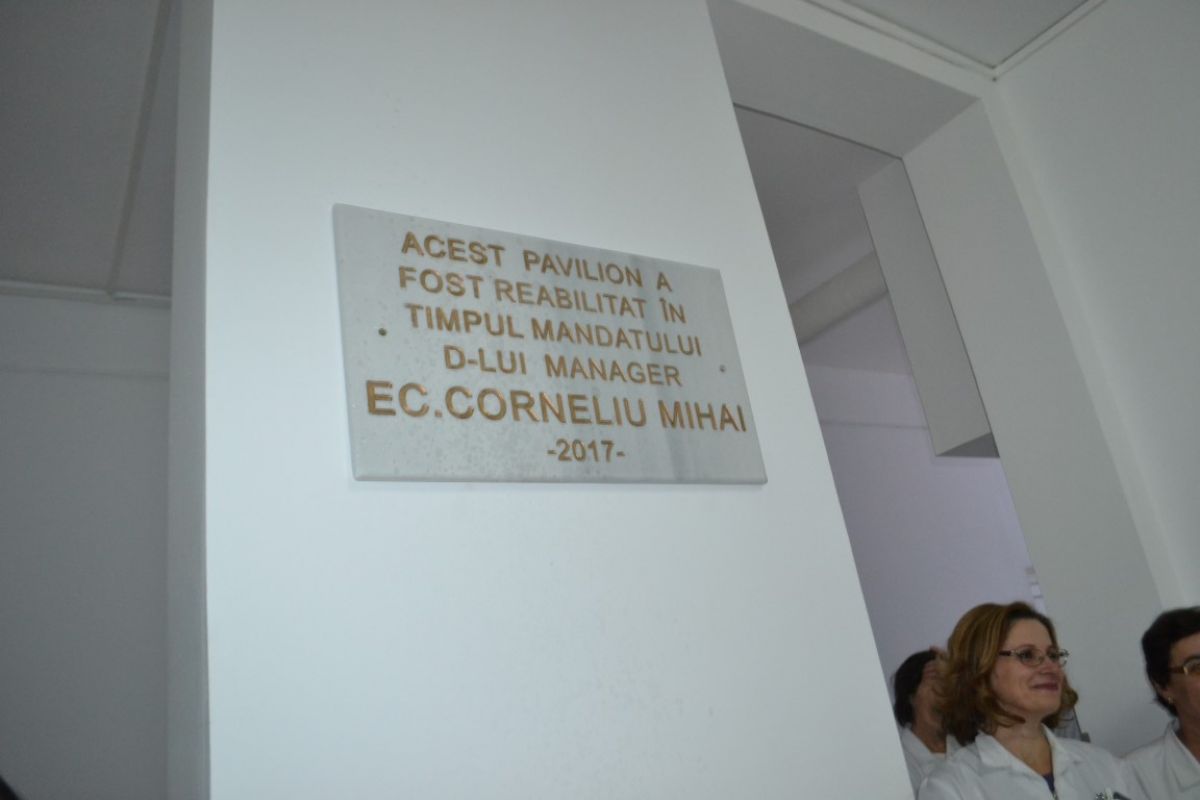 ACEST PAVILION A
FOST REABILITAT ÎN
TIMPUL MANDATULUI
D-LUI MANAGER
EC.CORNELIU MIHAI
-2017-